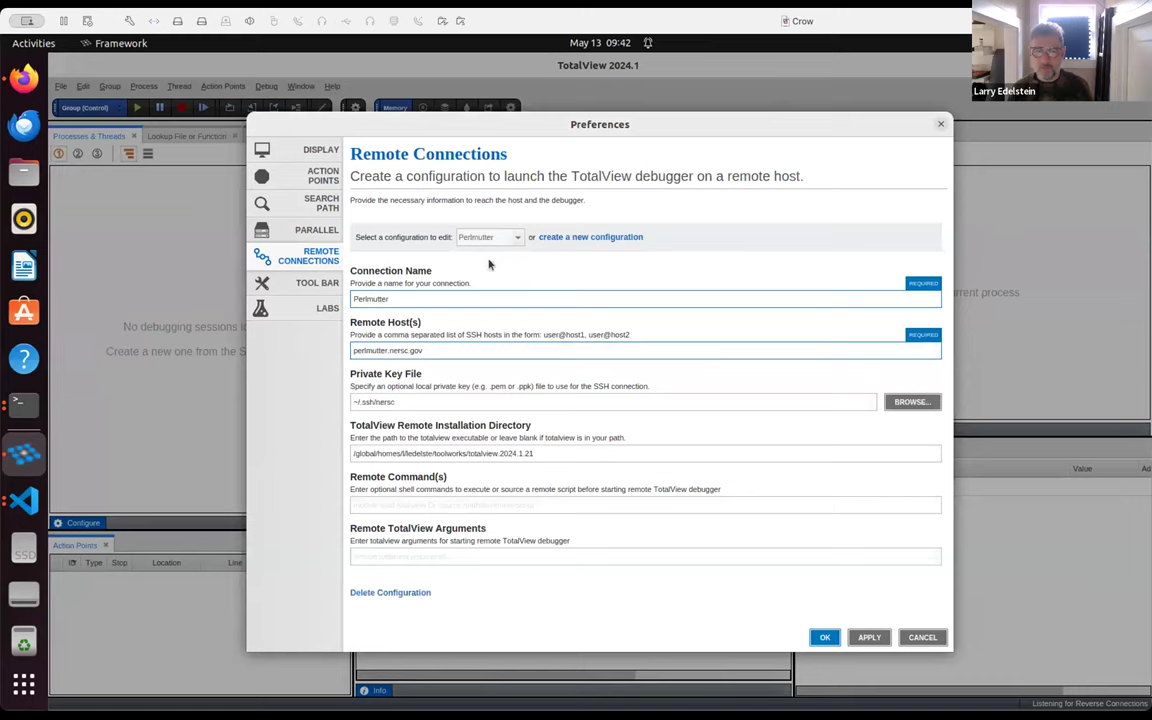 Crow
Activities
Framework
May 13 09:42
Larry Edelstein
TotalView 2024.1
File Edit Group Process Thread Action Points Debug Window Help
Group (Control)
Memory
Processes & Threads
Lookup File or Function
1 2 3
No debugging sessions
Create a new one from the
current process
Preferences
DISPLAY
ACTION
POINTS
SEARCH
PATH
PARALLEL
REMOTE
CONNECTIONS
TOOL BAR
LABS
Remote Connections
Create a configuration to launch the TotalView debugger on a remote host.
Provide the necessary information to reach the host and the debugger.
Select a configuration to edit: Perlmutter or create a new configuration
Connection Name
Provide a name for your connection.
REQUIRED
Perlmutter
Remote Host(s)
Provide a comma separated list of SSH hosts in the form: user@host1, user@host2
REQUIRED
perlmutter.nersc.gov
Private Key File
Specify an optional local private key (e.g. .pem or .ppk) file to use for the SSH connection.
~/.ssh/nersc
BROWSE...
TotalView Remote Installation Directory
Enter the path to the totalview executable or leave blank if totalview is in your path.
/global/homes/l/ledelste/toolworks/totalview.2024.1.21
Remote Command(s)
Enter optional shell commands to execute or source a remote script before starting remote TotalView debugger
Remote TotalView Arguments
Enter totalview arguments for starting remote TotalView debugger
Delete Configuration
OK
APPLY
CANCEL
Configure
Action Points
Type Stop Location Line
Value
Ad
SSD
Info
Listening for Reverse Connections